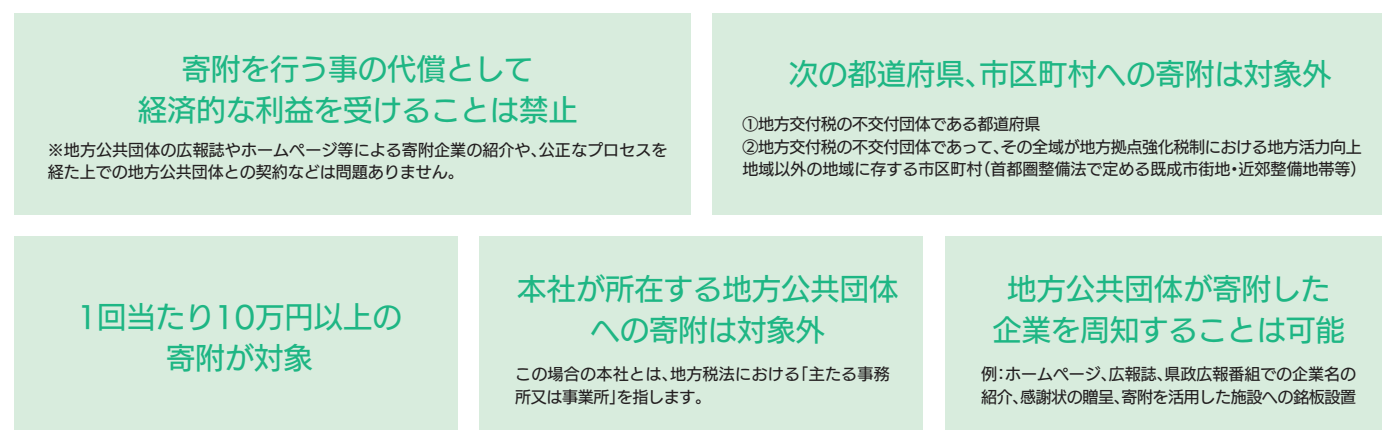 寄附を行う事の代償として
経済的な利益を受けることは禁止
※地方公共団体の広報誌やホームページ等による寄附企業の紹介や、公正なプロセスを
経た上での地方公共団体との契約などは問題ありません。
次の都道府県、市区町村への寄附は対象外
①地方交付税の不交付団体である都道府県
②地方交付税の不交付団体であって、その全域が地方拠点強化税制における地方活力向上
地域以外の地域に存する市区町村（首都圏整備法で定める既成市街地・近郊整備地帯等）
1回当たり10万円以上の
寄附が対象
本社が所在する地方公共団体
への寄附は対象外
この場合の本社とは、地方税法における「主たる事務
所又は事業所」を指します。
地方公共団体が寄附した
企業を周知することは可能
例：ホームページ、広報誌、県政広報番組での企業名の
紹介、感謝状の贈呈、寄附を活用した施設への銘板設置